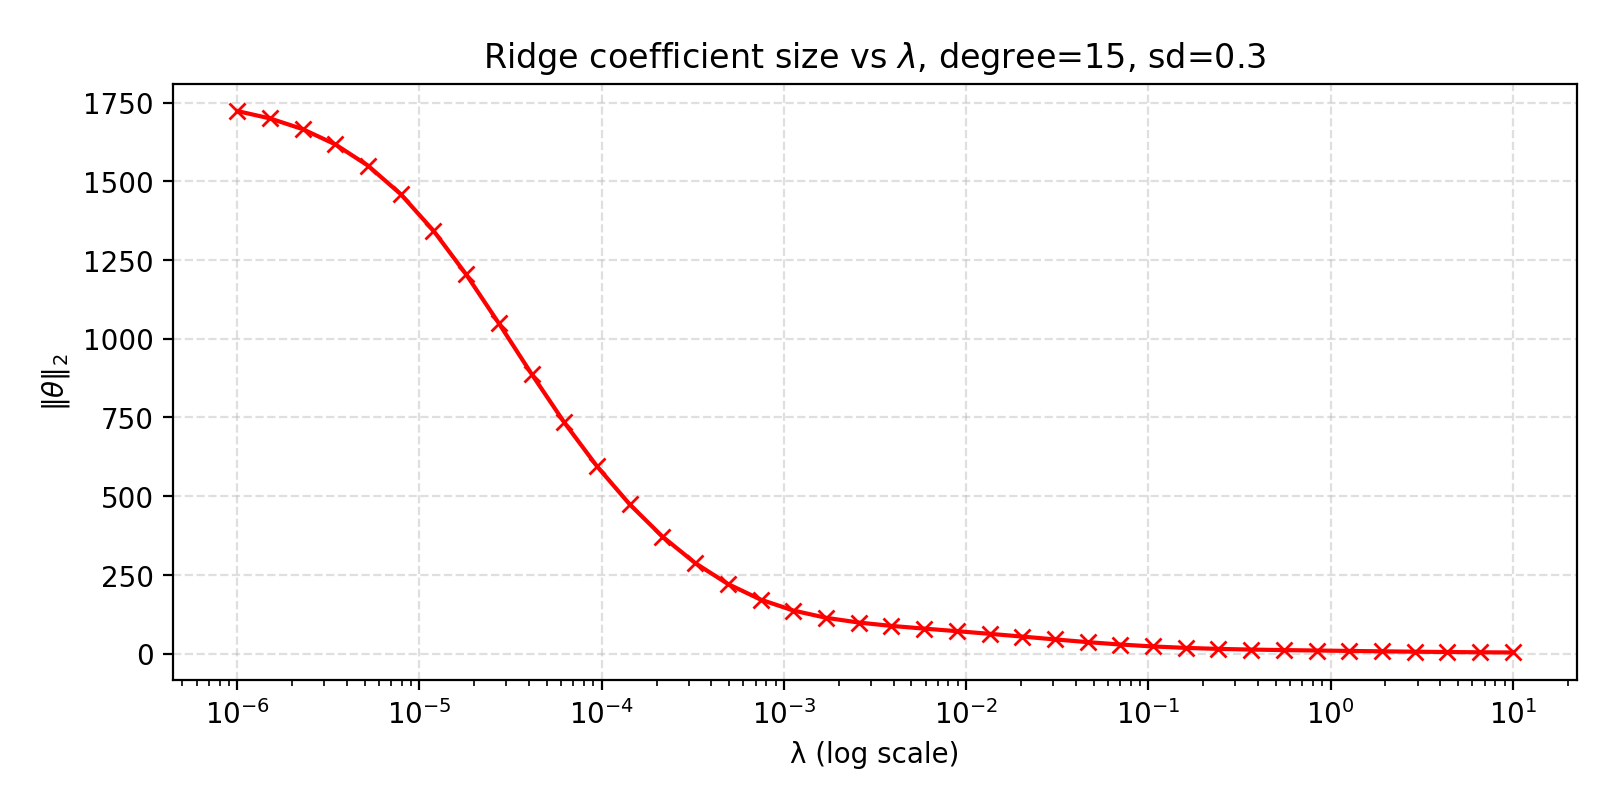 Ridge coefficient size vs λ, degree=15, sd=0.3
1750
1500
1250
1000
750
500
250
0
‖θ‖₂
10⁻⁶ 10⁻⁵ 10⁻⁴ 10⁻³ 10⁻² 10⁻¹ 10⁰ 10¹
λ (log scale)